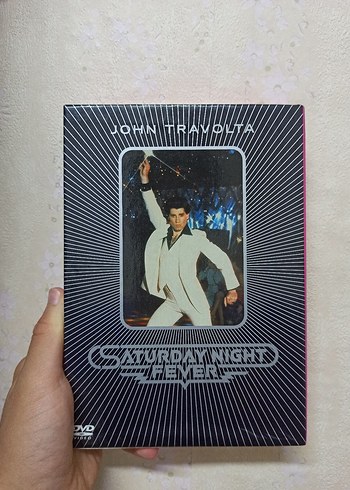 JOHN TRAVOLTA
SATURDAY NIGHT
FEVER
DVD
VIDEO